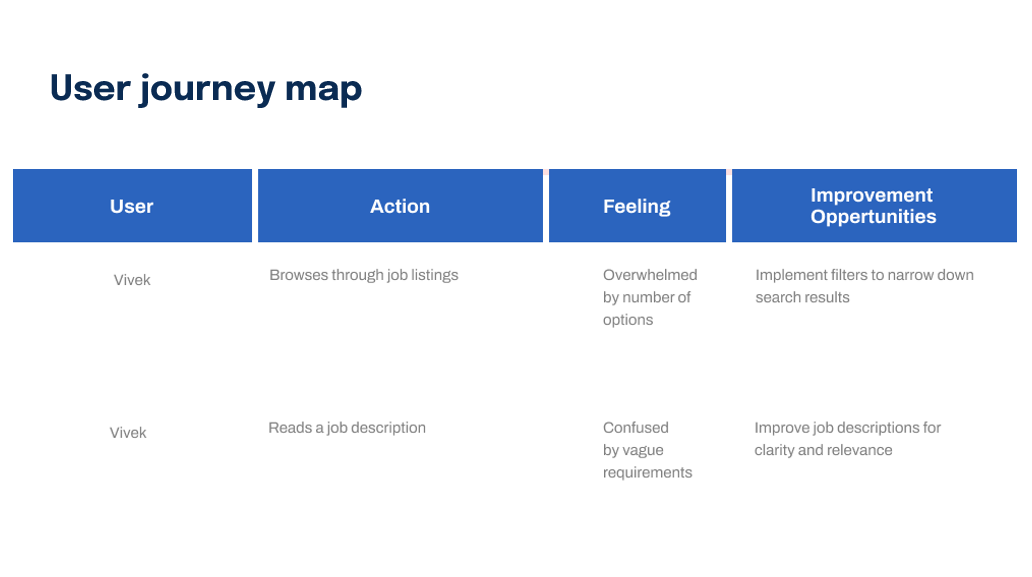 User journey map
User
Action
Feeling
Improvement
Oppertunities
Vivek
Browses through job listings
Overwhelmed
by number of
options
Implement filters to narrow down
search results
Vivek
Reads a job description
Confused
by vague
requirements
Improve job descriptions for
clarity and relevance